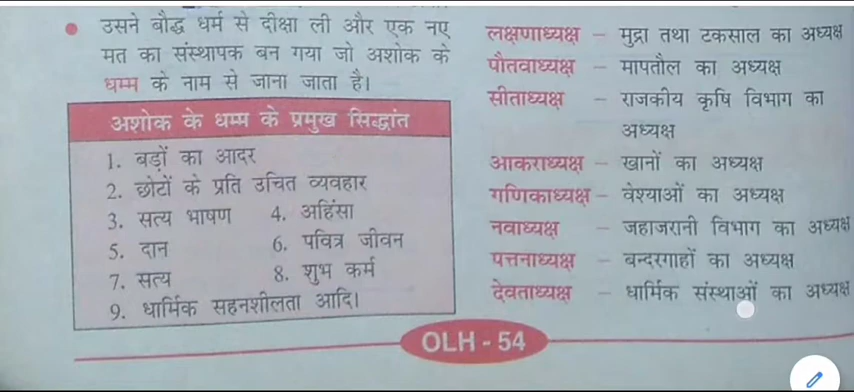 उसने बौद्ध धर्म से दीक्षा ली और एक नए
मत का संस्थापक बन गया जो अशोक के
धम्म के नाम से जाना जाता है।
अशोक के धम्म के प्रमुख सिद्धांत
1. बड़ों का आदर
2. छोटों के प्रति उचित व्यवहार
3. सत्य भाषण 4. अहिंसा
5. दान 6. पवित्र जीवन
7. सत्य 8. शुभ कर्म
9. धार्मिक सहनशीलता आदि।
लक्षणाध्यक्ष – मुद्रा तथा टकसाल का अध्यक्ष
पौतवाध्यक्ष – मापतौल का अध्यक्ष
सीताध्यक्ष – राजकीय कृषि विभाग का
अध्यक्ष
आकराध्यक्ष – खानों का अध्यक्ष
गणिकाध्यक्ष – वेश्याओं का अध्यक्ष
नवाध्यक्ष – जहाजरानी विभाग का अध्यक्ष
पत्तनाध्यक्ष – बन्दरगाहों का अध्यक्ष
देवताध्यक्ष – धार्मिक संस्थाओं का अध्यक्ष
OLH - 54